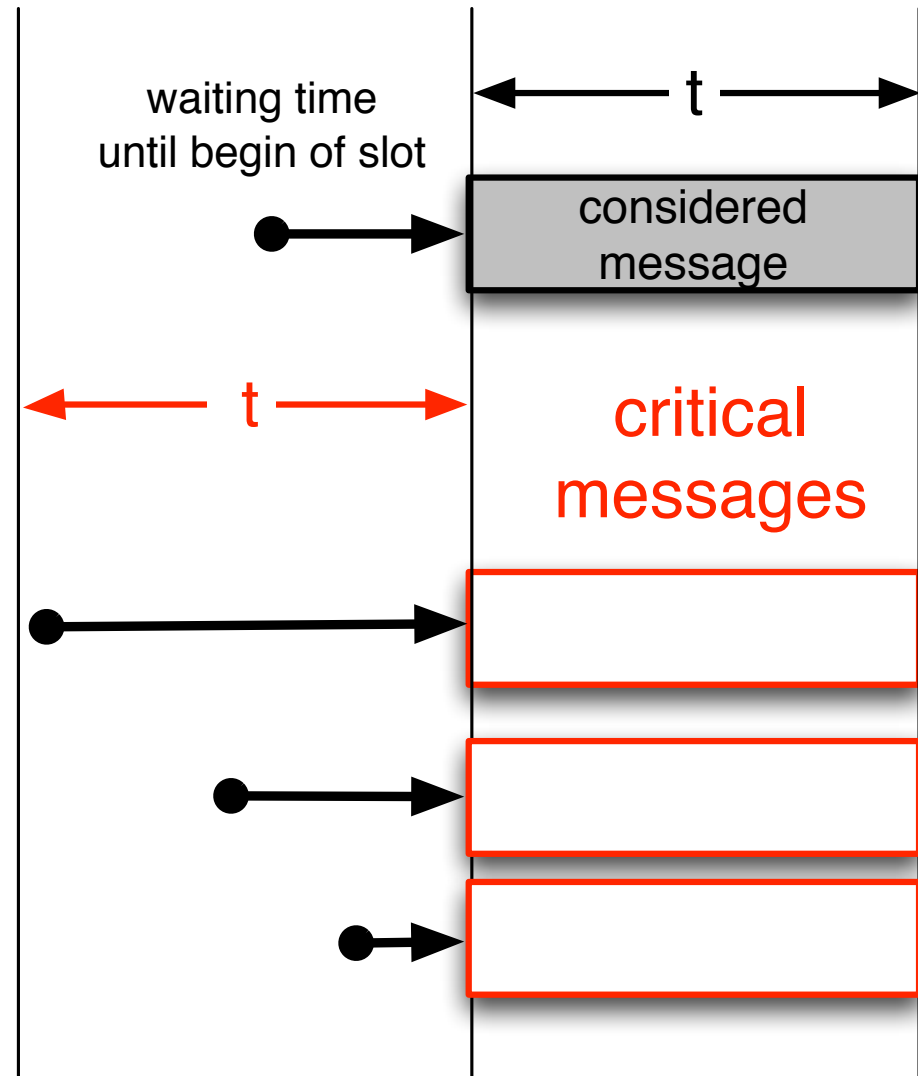 waiting time
until begin of slot
t
considered
message
t
critical
messages